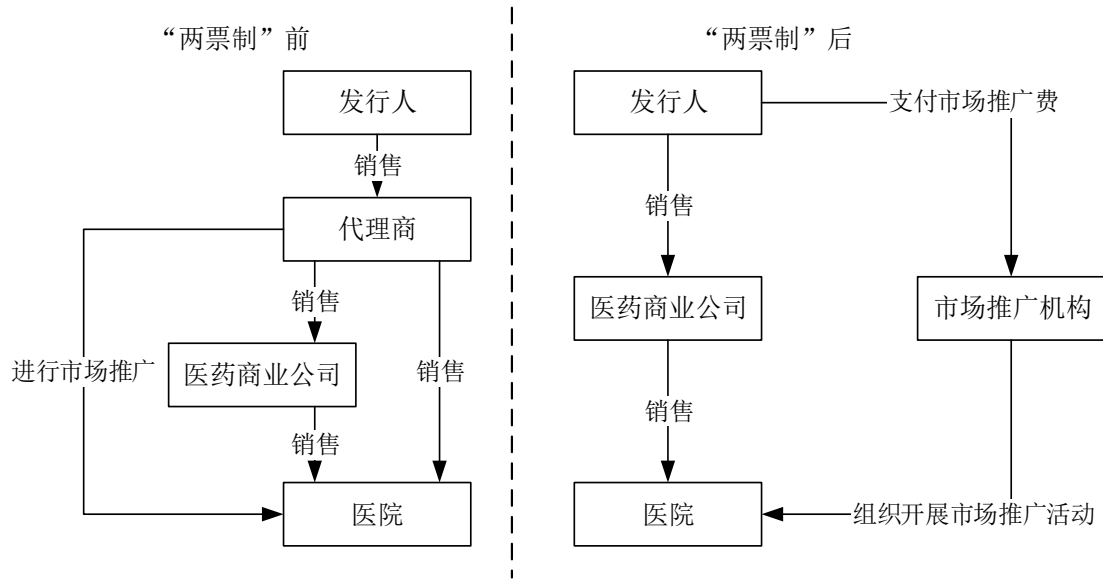 “两票制”前
发行人
销售
代理商
销售
进行市场推广
医药商业公司
销售
销售
医院
“两票制”后
发行人
支付市场推广费
销售
医药商业公司
市场推广机构
销售
医院
组织开展市场推广活动